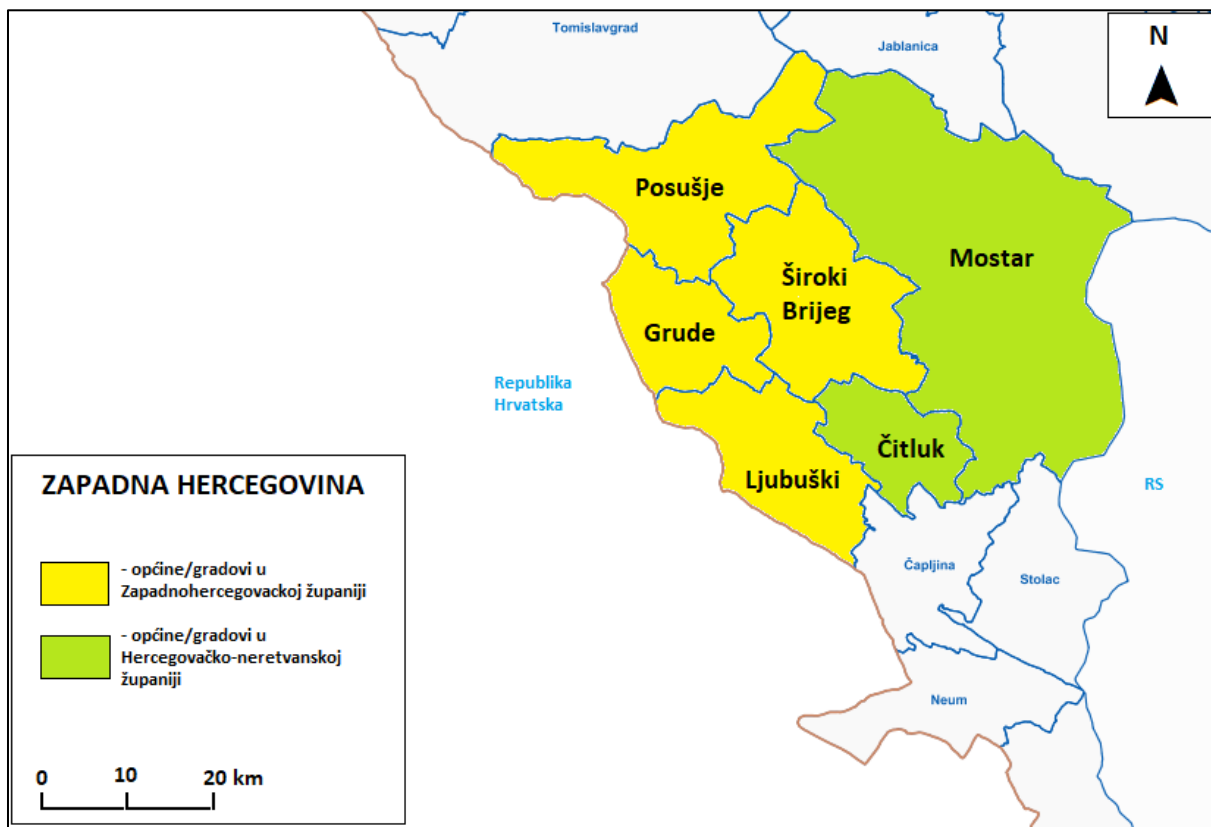 Tomislavgrad
Jablanica
N
Posušje
Mostar
Široki
Brijeg
Grude
Republika
Hrvatska
Čitluk
Ljubuški
RS
Čapljina
Stolac
Neum
ZAPADNA HERCEGOVINA
- općine/gradovi u
Zapadnohercegovackoj županiji
- općine/gradovi u
Hercegovačko-neretvanskoj
županiji
0 10 20 km